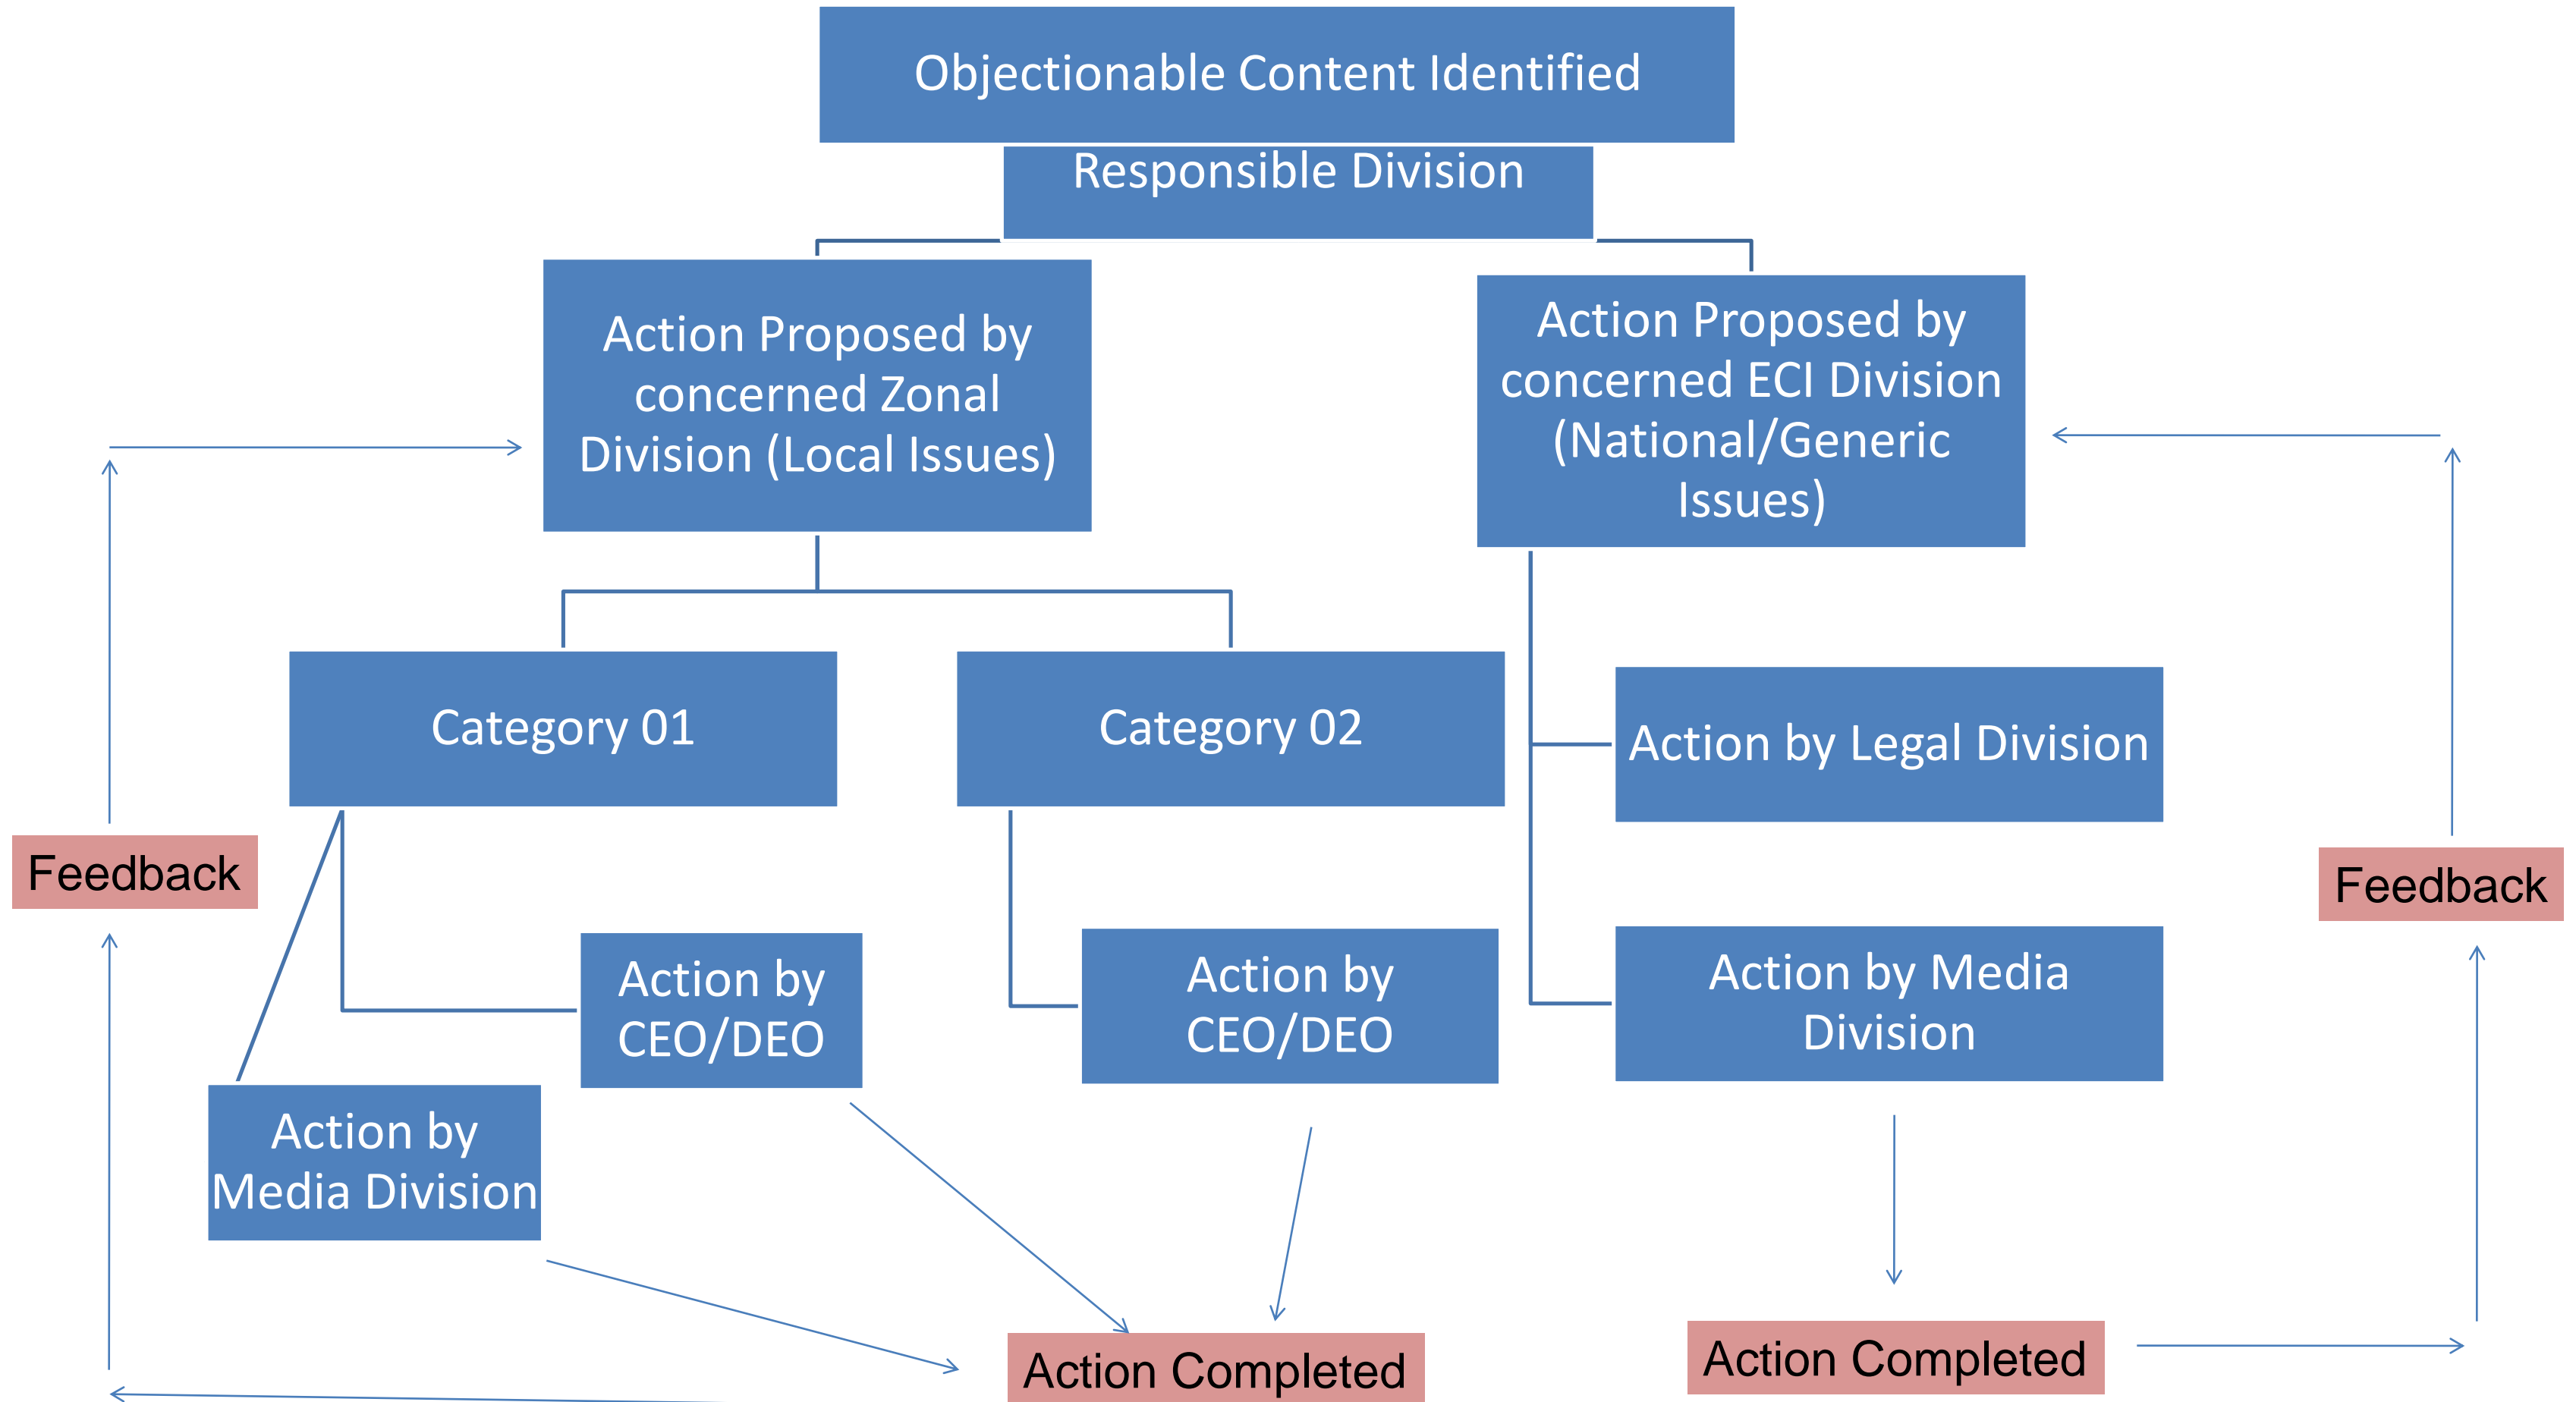 Objectionable Content Identified
Responsible Division
Action Proposed by
concerned Zonal
Division (Local Issues)
Action Proposed by
concerned ECI Division
(National/Generic
Issues)
Category 01
Category 02
Action by Legal Division
Feedback
Feedback
Action by
CEO/DEO
Action by
CEO/DEO
Action by Media
Division
Action by
Media Division
Action Completed
Action Completed